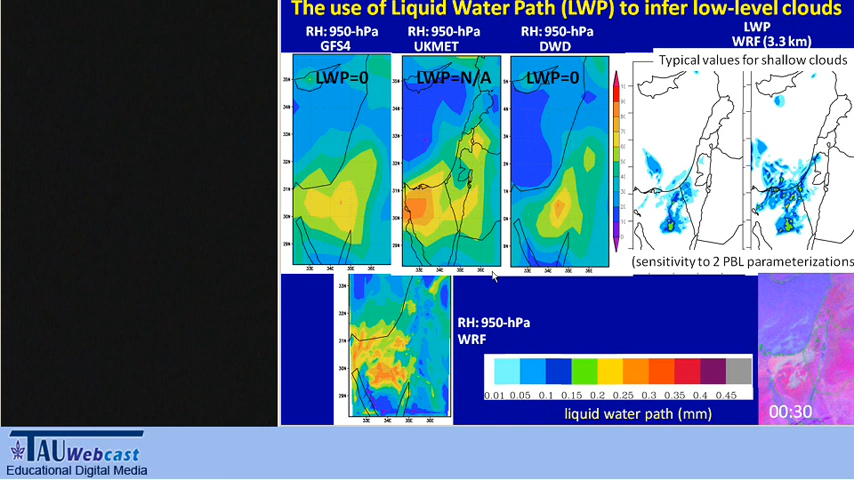 The use of Liquid Water Path (LWP) to infer low-level clouds
RH: 950-hPa
GFS4
RH: 950-hPa
UKMET
RH: 950-hPa
DWD
LWP
WRF (3.3 km)
LWP=0
LWP=N/A
LWP=0
Typical values for shallow clouds
(sensitivity to 2 PBL parameterizations
RH: 950-hPa
WRF
0.01 0.05 0.1 0.15 0.2 0.25 0.3 0.35 0.4 0.45
liquid water path (mm)
00:30
TAUWebcast
Educational Digital Media